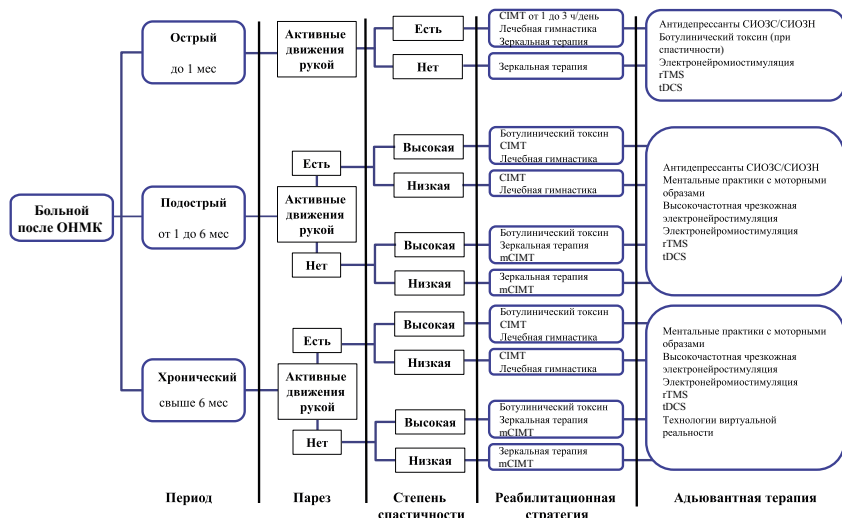 Больной
после ОНМК
Острый
до 1 мес
Активные
движения
рукой
Есть
CIMT от 1 до 3 ч/день
Лечебная гимнастика
Зеркальная терапия
Нет
Зеркальная терапия
Антидепрессанты СИОЗС/СИОЗН
Ботулинический токсин (при
спастичности)
Электронейромиостимуляция
rTMS
tDCS
Подострый
от 1 до 6 мес
Есть
Активные
движения
рукой
Нет
Высокая
Ботулинический токсин
CIMT
Лечебная гимнастика
Низкая
CIMT
Лечебная гимнастика
Высокая
Ботулинический токсин
Зеркальная терапия
mCIMT
Низкая
Зеркальная терапия
mCIMT
Антидепрессанты СИОЗС/СИОЗН
Ментальные практики с моторными
образами
Высокочастотная чрезкожная
электронейростимуляция
Электронейромиостимуляция
rTMS
tDCS
Хронический
свыше 6 мес
Есть
Активные
движения
рукой
Нет
Высокая
Ботулинический токсин
CIMT
Лечебная гимнастика
Низкая
CIMT
Лечебная гимнастика
Высокая
Ботулинический токсин
Зеркальная терапия
mCIMT
Низкая
Зеркальная терапия
mCIMT
Ментальные практики с моторными
образами
Высокочастотная чрезкожная
электронейростимуляция
Электронейромиостимуляция
rTMS
tDCS
Технологии виртуальной
реальности
Период
Парез
Степень
спастичности
Реабилитационная
стратегия
Адьювантная терапия